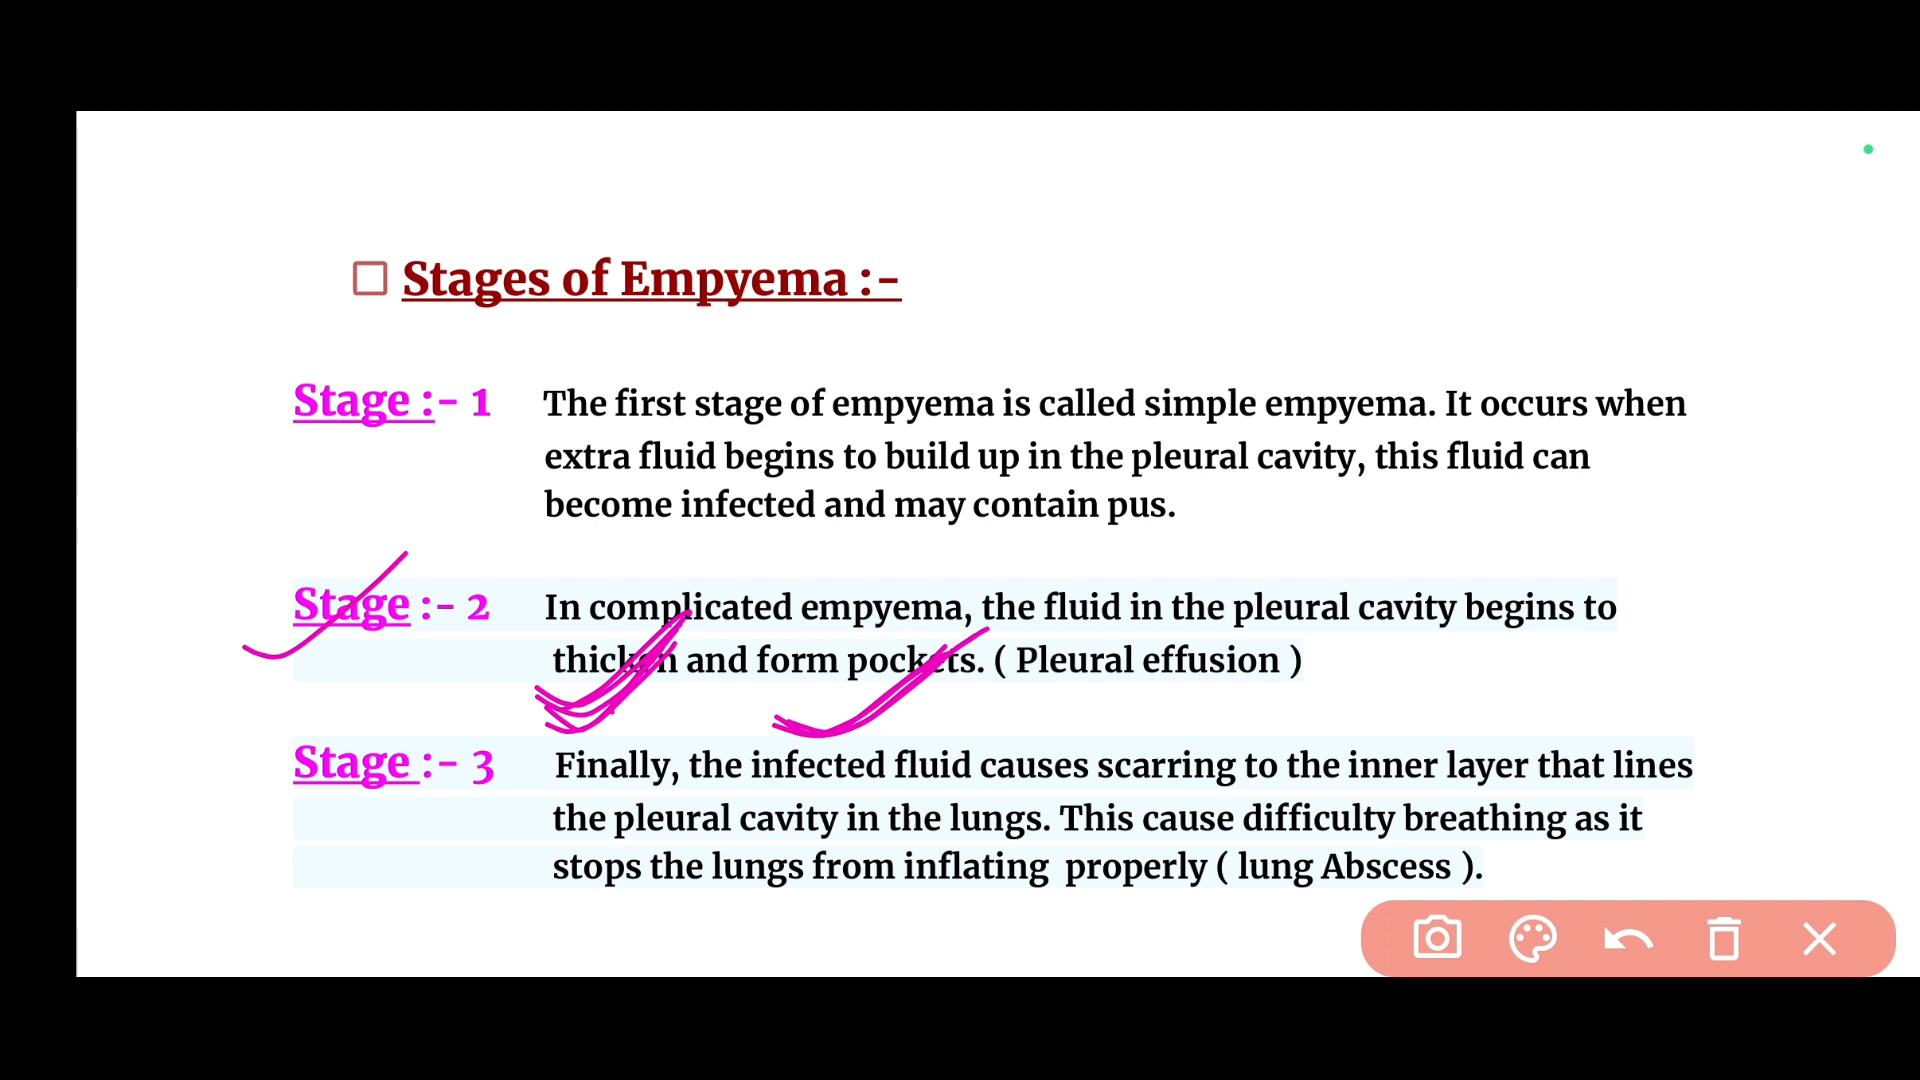 Stages of Empyema :-
Stage :- 1 The first stage of empyema is called simple empyema. It occurs when
extra fluid begins to build up in the pleural cavity, this fluid can
become infected and may contain pus.
Stage :- 2 In complicated empyema, the fluid in the pleural cavity begins to
thicken and form pockets. ( Pleural effusion )
Stage :- 3 Finally, the infected fluid causes scarring to the inner layer that lines
the pleural cavity in the lungs. This cause difficulty breathing as it
stops the lungs from inflating properly ( lung Abscess ).